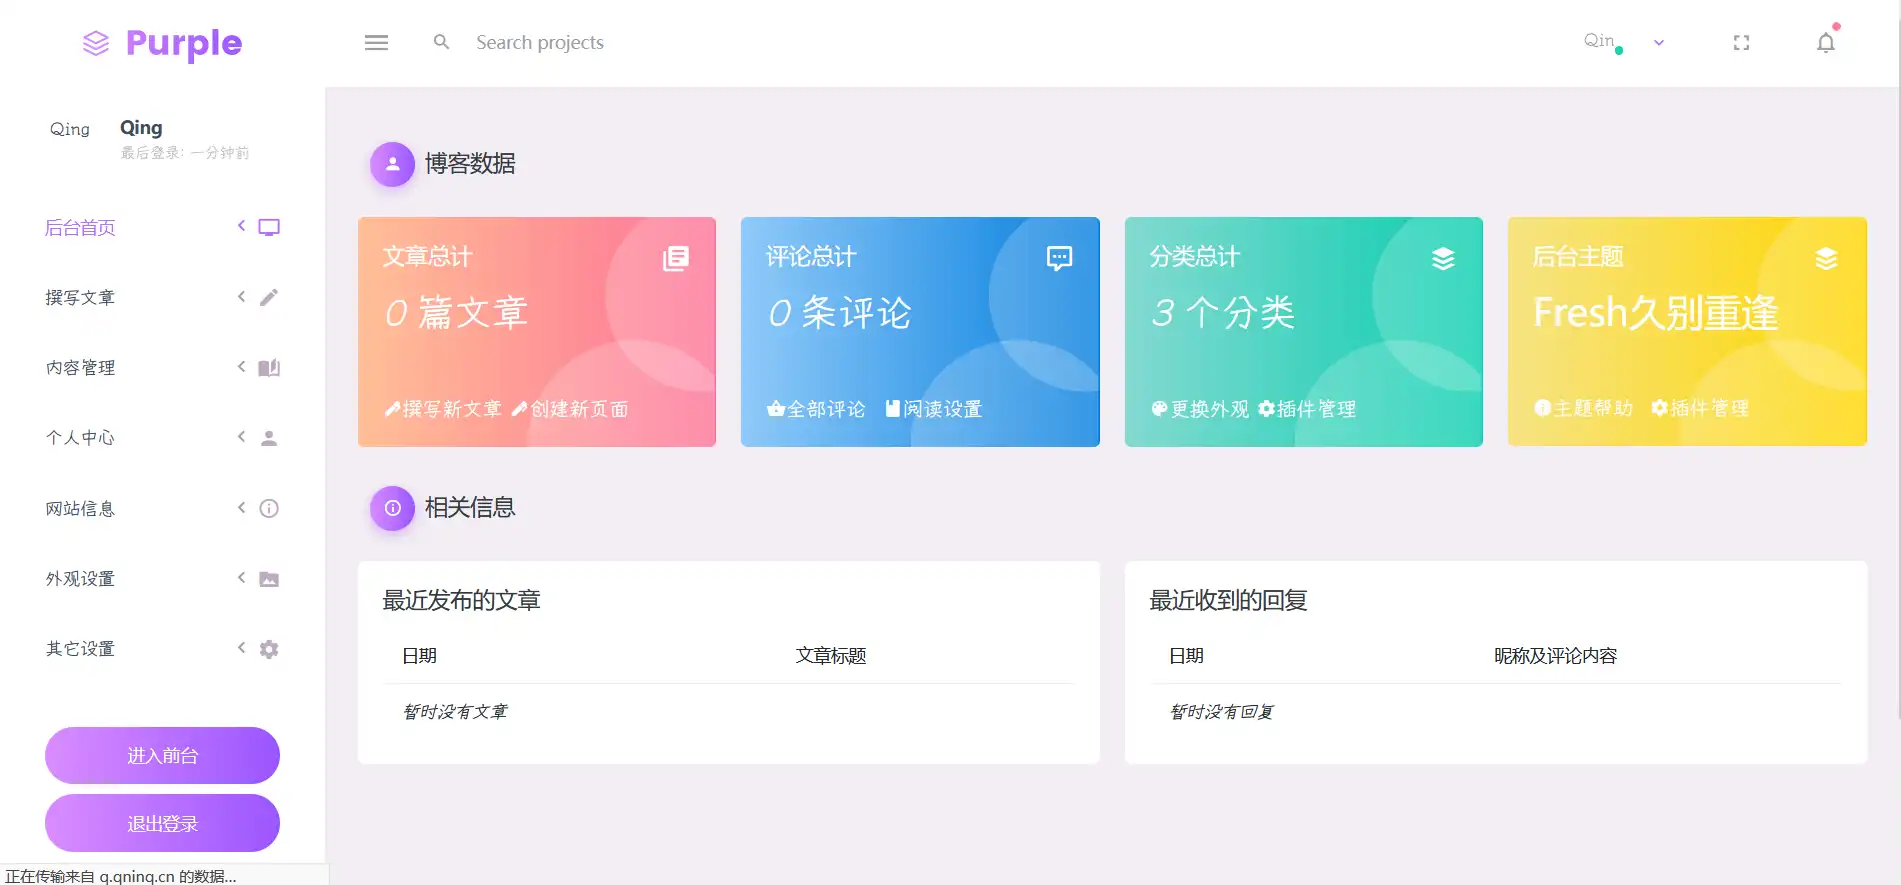 Purple
Search projects
Qin
Qing
Qing
最后登录: 一分钟前
后台首页
撰写文章
内容管理
个人中心
网站信息
外观设置
其它设置
进入前台
退出登录
博客数据
文章总计
0 篇文章
撰写新文章 创建新页面
评论总计
0 条评论
全部评论 阅读设置
分类总计
3 个分类
更换外观 插件管理
后台主题
Fresh久别重逢
主题帮助 插件管理
相关信息
最近发布的文章
日期 文章标题
暂时没有文章
最近收到的回复
日期 昵称及评论内容
暂时没有回复
正在传输来自 q.qninq.cn 的数据...